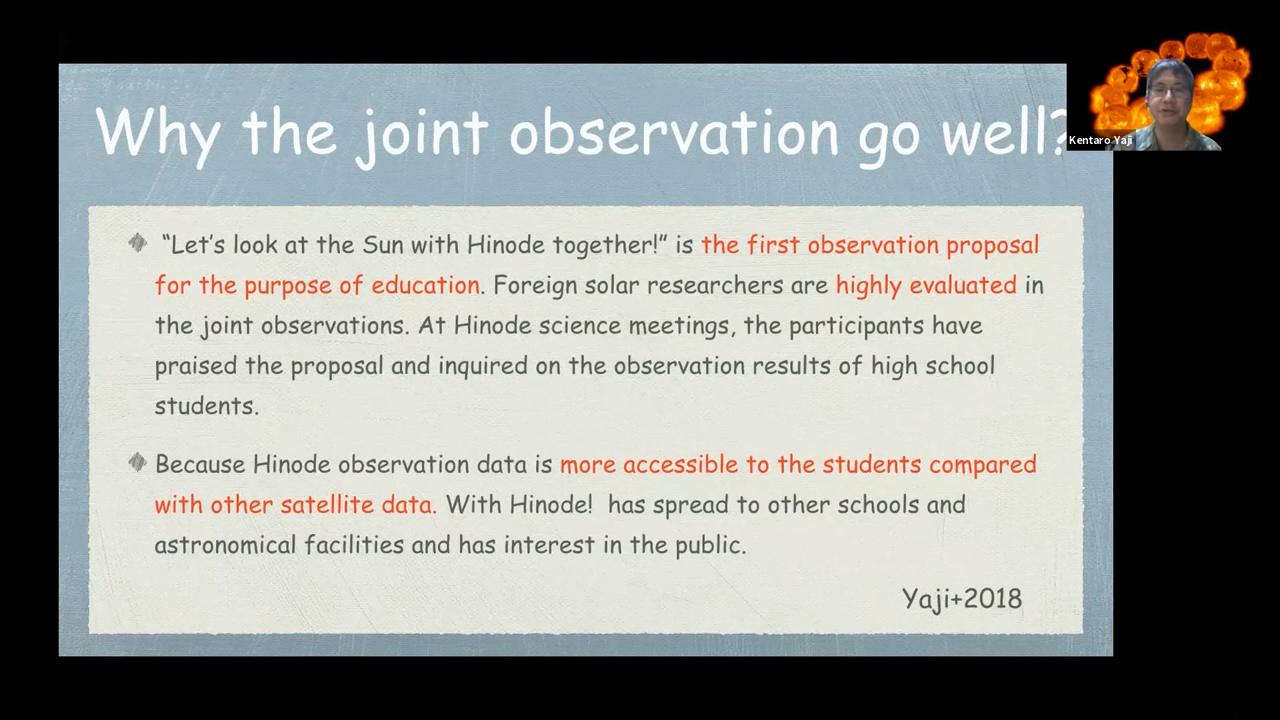 Why the joint observation go well?
Kentaro Yaji
“Let’s look at the Sun with Hinode together!” is the first observation proposal
for the purpose of education. Foreign solar researchers are highly evaluated in
the joint observations. At Hinode science meetings, the participants have
praised the proposal and inquired on the observation results of high school
students.
Because Hinode observation data is more accessible to the students compared
with other satellite data. With Hinode!  has spread to other schools and
astronomical facilities and has interest in the public.
Yaji+2018